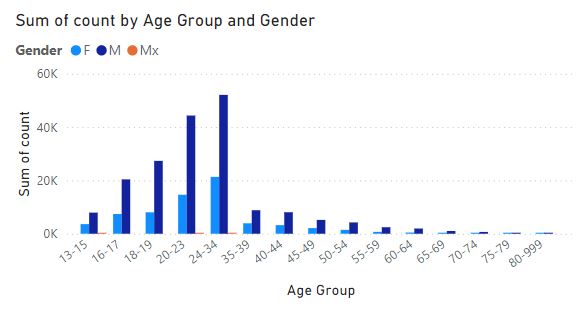 Sum of count by Age Group and Gender
Gender F M Mx
60K
40K
20K
0K
Sum of count
13-15 16-17 18-19 20-23 24-34 35-39 40-44 45-49 50-54 55-59 60-64 65-69 70-74 75-79 80-999
Age Group